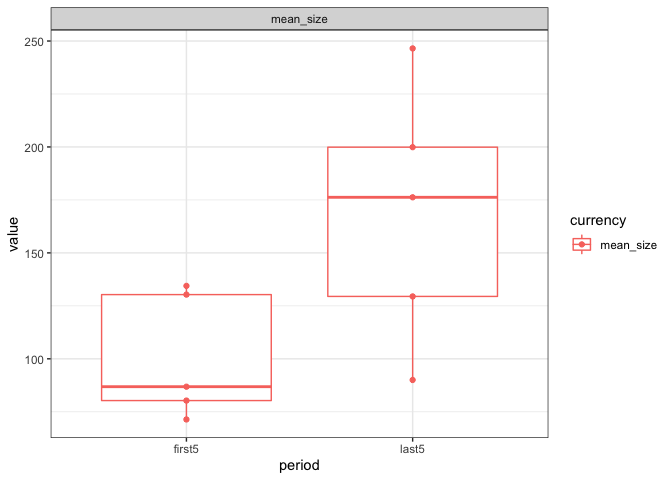 mean_size
250
200
150
100
value
first5
last5
period
currency
mean_size